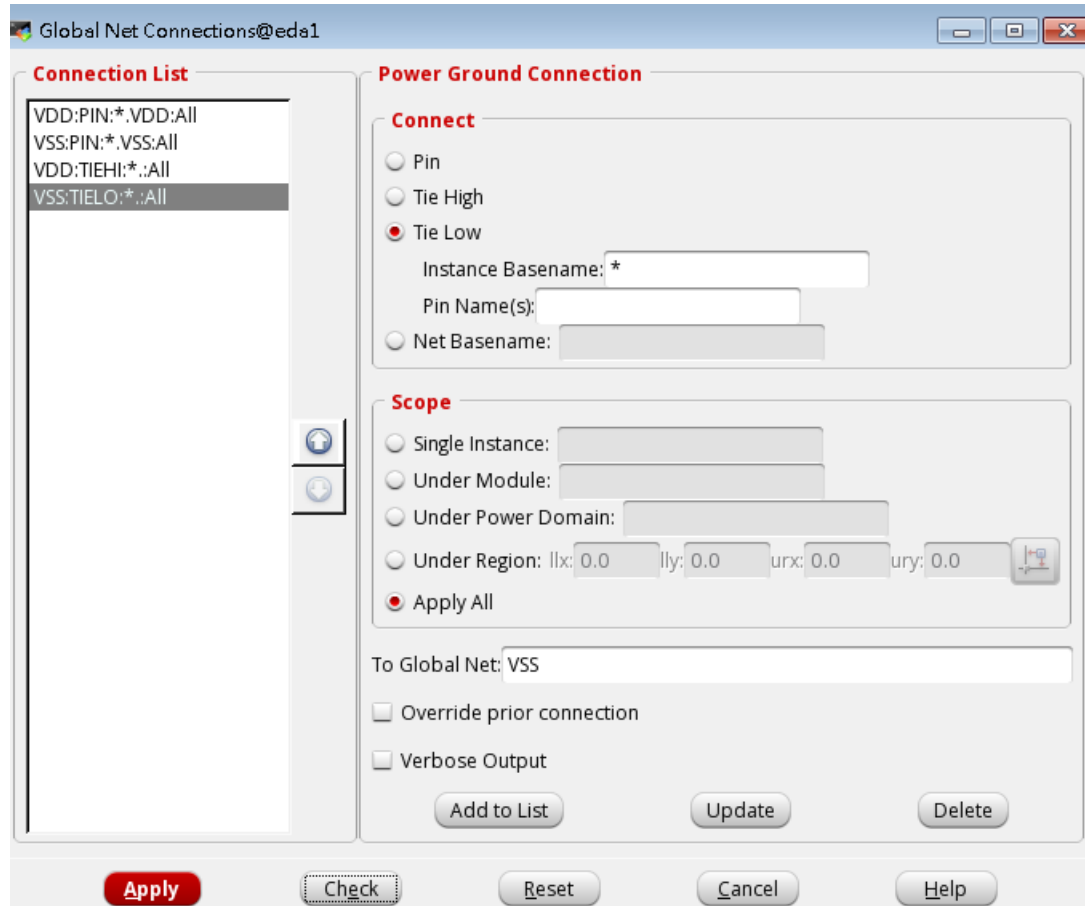 Global Net Connections@eda1
Connection List
VDD:PIN:*.VDD:All
VSS:PIN:*.VSS:All
VDD:TIEHI:*.:All
VSS:TIELO:*.:All
Power Ground Connection
Connect
Pin
Tie High
Tie Low
Instance Basename: *
Pin Name(s):
Net Basename:
Scope
Single Instance:
Under Module:
Under Power Domain:
Under Region: llx: 0.0 lly: 0.0 urx: 0.0 ury: 0.0
Apply All
To Global Net: VSS
Override prior connection
Verbose Output
Add to List Update Delete
Apply Check Reset Cancel Help